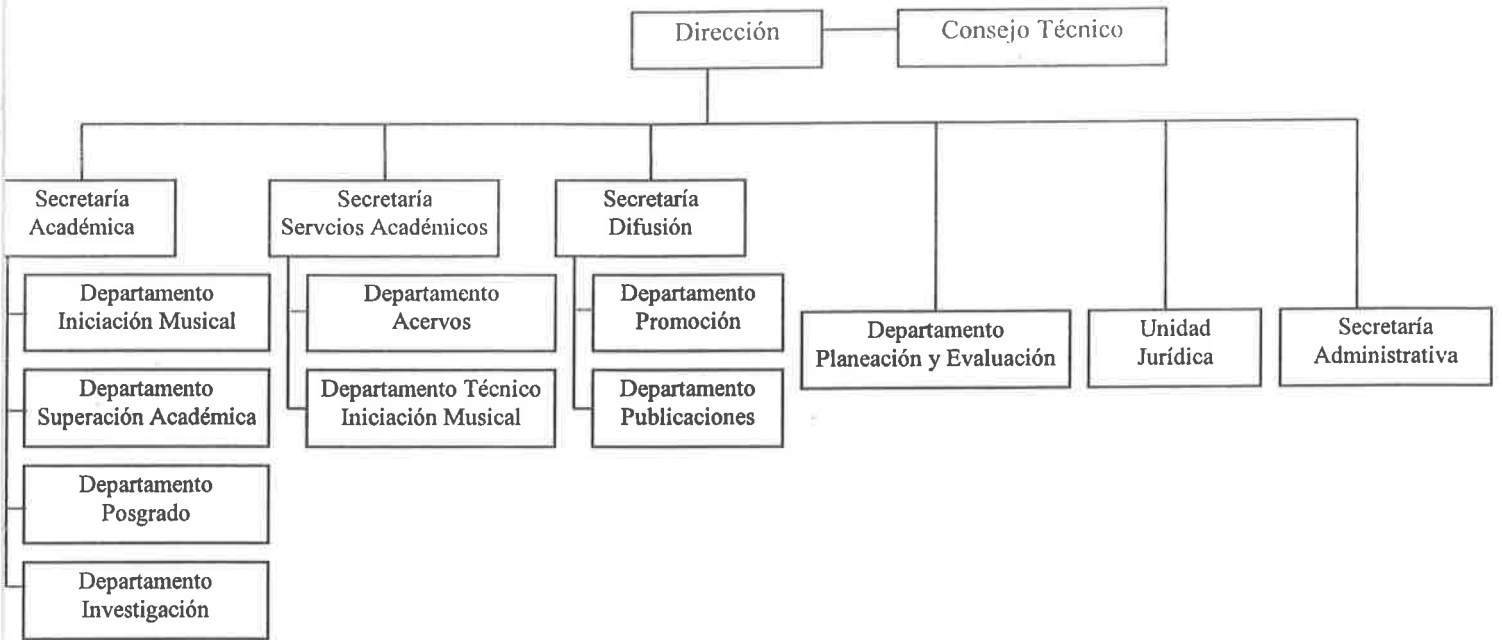 Dirección
Consejo Técnico
Secretaría
Académica
Departamento
Iniciación Musical
Departamento
Superación Académica
Departamento
Posgrado
Departamento
Investigación
Secretaría
Servcios Académicos
Departamento
Acervos
Departamento Técnico
Iniciación Musical
Secretaría
Difusión
Departamento
Promoción
Departamento
Publicaciones
Departamento
Planeación y Evaluación
Unidad
Jurídica
Secretaría
Administrativa